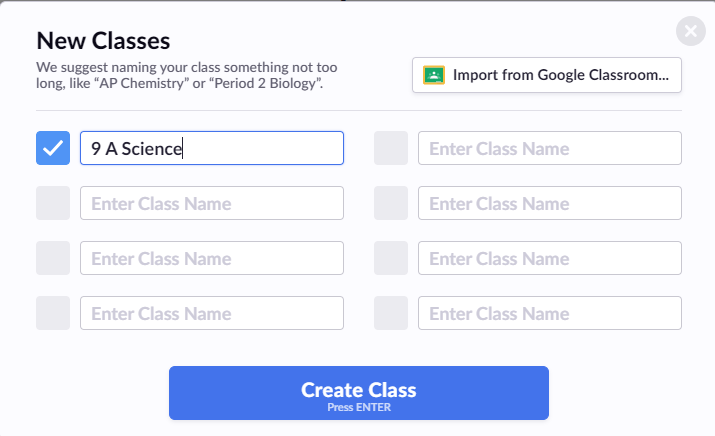 New Classes
We suggest naming your class something not too
long, like “AP Chemistry” or “Period 2 Biology”.
Import from Google Classroom...
9 A Science
Enter Class Name
Enter Class Name
Enter Class Name
Enter Class Name
Enter Class Name
Enter Class Name
Enter Class Name
Create Class
Press ENTER